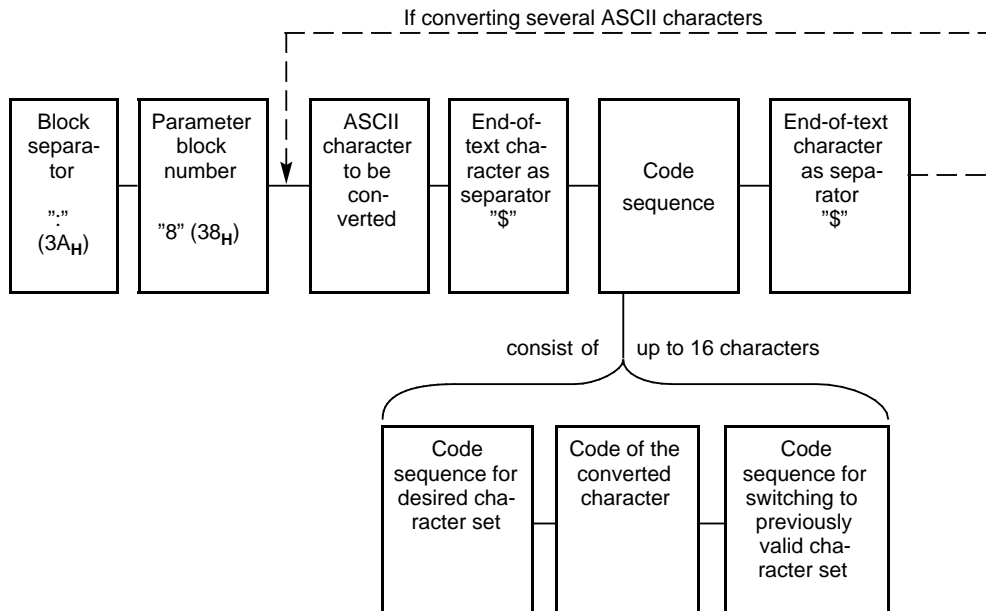 If converting several ASCII characters
Block
separa-
tor
”:”
(3AH)
Parameter
block
number
”8” (38H)
ASCII
character
to be
con-
verted
End-of-
text cha-
racter as
separator
”$”
Code
sequence
End-of-text
character
as sepa-
rator
”$”
consist of up to 16 characters
Code
sequence for
desired cha-
racter set
Code of the
converted
character
Code
sequence for
switching to
previously
valid cha-
racter set